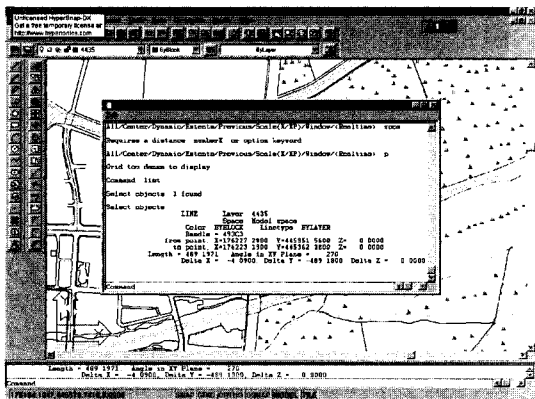 Unlicensed HyperSnap-DX
Get a free temporary license at
http://www.hyperionics.com
4435
ByBlock
ByLayer
All/Center/Dynamic/Extents/Previous/Scale(X/XP)/Window/<Realtime> zoom
Requires a distance numberX or option keyword
All/Center/Dynamic/Extents/Previous/Scale(X/XP)/Window/<Realtime> p
Grid too dense to display
Command list
Select objects 1 found
Select objects
LINE Layer 4435
Space Model space
Color BYBLOCK Linetype BYLAYER
Handle = 493C3
from point, X=176227 2900 Y=445851 5600 Z= 0 0000
to point, X=176223 1900 Y=445362 3800 Z= 0 0000
Length = 489 1971 Angle in XY Plane = 270
Delta X = -4 0900, Delta Y = -489 1800, Delta Z = 0 0000
Command
Length = 489 1971 Angle in XY Plane = 270
Delta X = -4 0900, Delta Y = -489 1800, Delta Z = 0 0000
Command